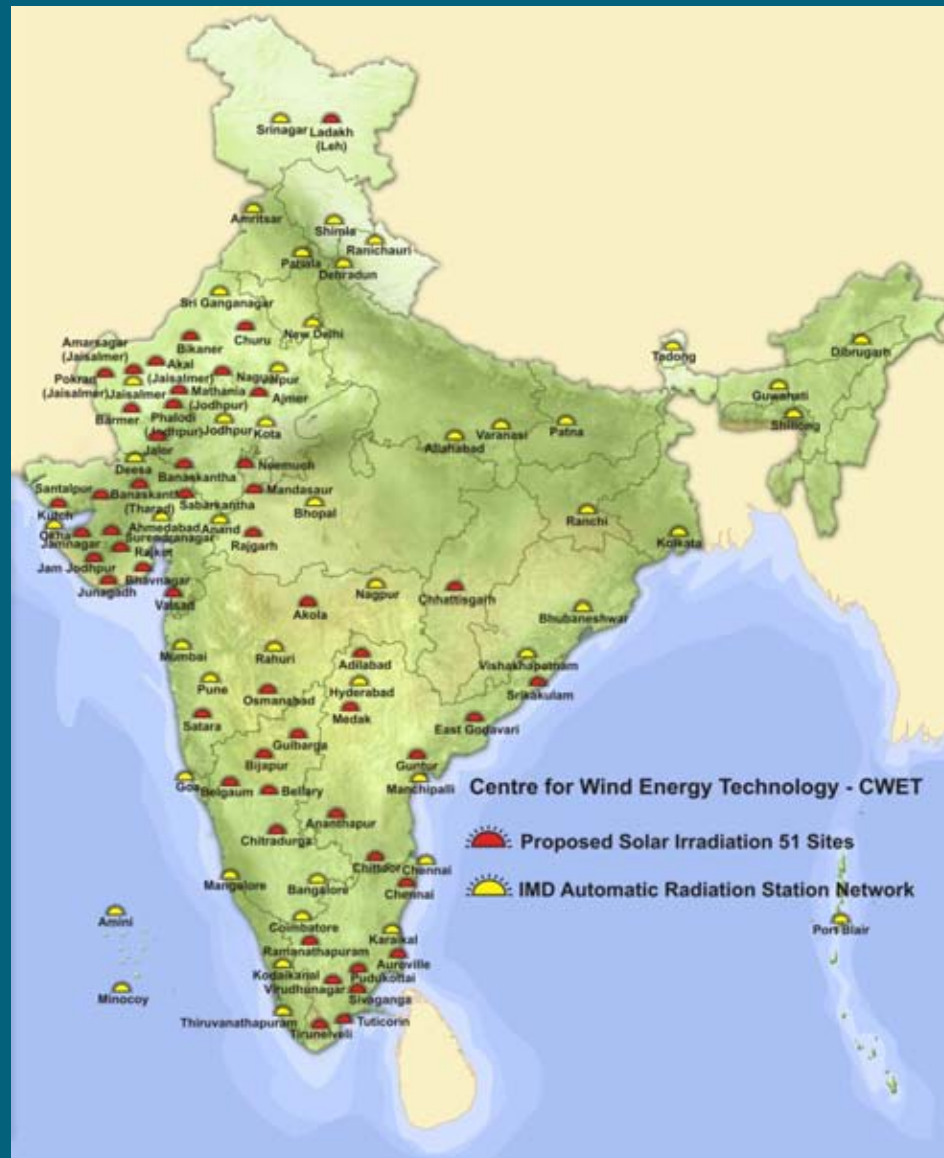 Srinagar
Ladakh
(Leh)
Amritsar
Shimla
Ranichauri
Patiala
Dehradun
Sri Ganganagar
New Delhi
Churu
Bikaner
Amarsagar
(Jaisalmer)
Akal
(Jaisalmer)
Pokran
(Jaisalmer)
Jaisalmer
Nagpur
Jaipur
Mathania
(Jodhpur)
Ajmer
Barmer
Phalodi
(Jodhpur)
Jodhpur
Kota
Jalor
Tadong
Dibrugarh
Guwahati
Shillong
Allahabad
Varanasi
Patna
Deesa
Banaskantha
Neemuch
Santalpur
Banaskantha
(Tharad)
Sabarkantha
Mandasaur
Bhopal
Kutch
Okha
Ahmedabad
Anand
Jamnagar
Surendranagar
Rajgarh
Rajkot
Jam Jodhpur
Bhavnagar
Junagadh
Valsad
Ranchi
Kolkata
Nagpur
Chhattisgarh
Akola
Bhubaneshwar
Mumbai
Rahuri
Adilabad
Vishakhapatnam
Pune
Osmanabad
Hyderabad
Srikakulam
Satara
Medak
East Godavari
Gulbarga
Bijapur
Guntur
Goa
Belgaum
Bellary
Manchipalli
Centre for Wind Energy Technology - CWET
Ananthapur
Chitradurga
Proposed Solar Irradiation 51 Sites
Chittoor
Chennai
Mangalore
Bangalore
Chennai
IMD Automatic Radiation Station Network
Amini
Coimbatore
Karaikal
Port Blair
Ramanathapuram
Auroville
Kodaikanal
Pudukottai
Virudhunagar
Sivaganga
Minocoy
Thiruvanathapuram
Tirunelveli
Tuticorin